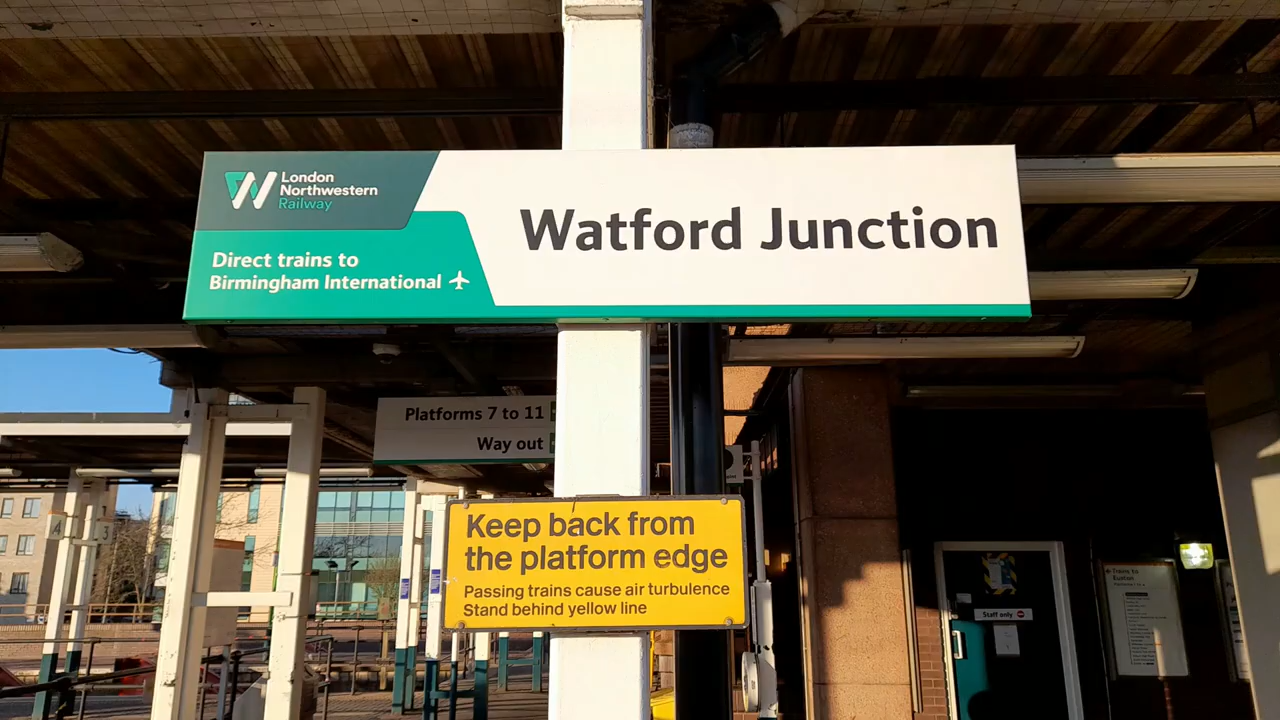 London
Northwestern
Railway
Direct trains to
Birmingham International
Watford Junction
Platforms 7 to 11
Way out
Keep back from
the platform edge
Passing trains cause air turbulence
Stand behind yellow line
4
3
Staff only
Trains to
Euston